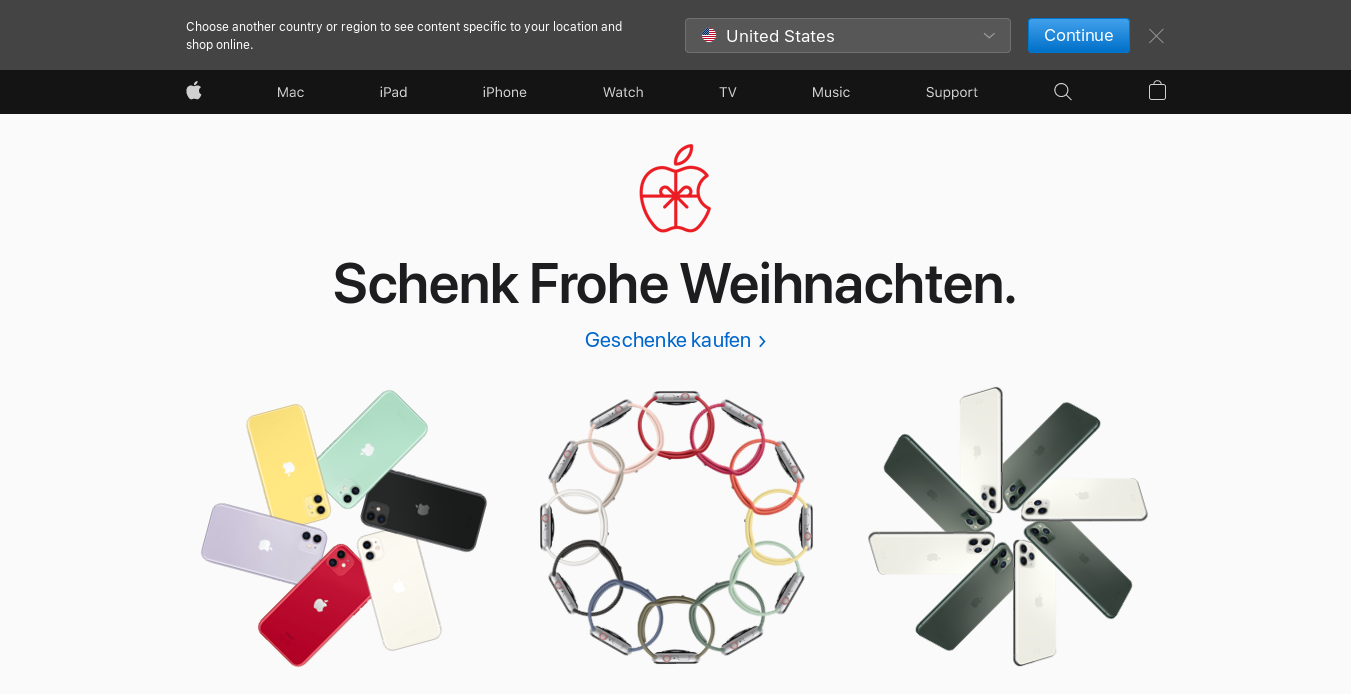 Choose another country or region to see content specific to your location and
shop online.
United States
Continue
Mac
iPad
iPhone
Watch
TV
Music
Support
Schenk Frohe Weihnachten.
Geschenke kaufen >